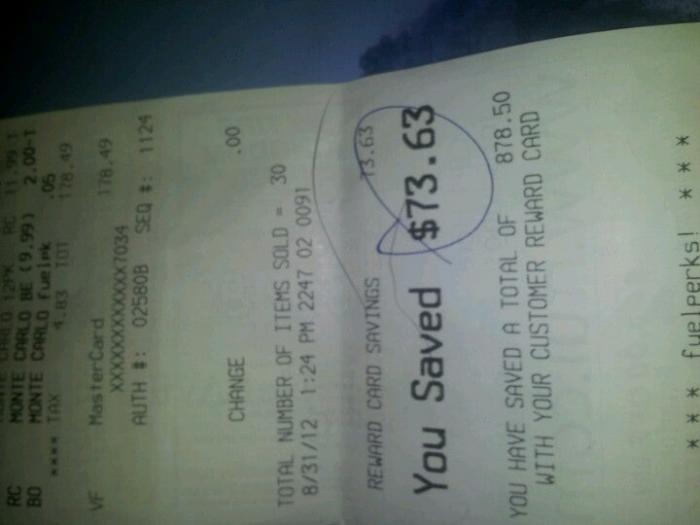 MONTE CARLO 12PK RC 11.99 T
RC MONTE CARLO BE (9.99) 2.00-T
BO MONTE CARLO fuelpk .05
**** TAX 4.83 TOT 178.49
VF MasterCard 178.49
XXXXXXXXXXXX7034
AUTH #: 02580B SEQ #: 1124
CHANGE .00
TOTAL NUMBER OF ITEMS SOLD = 30
8/31/12 1:24 PM 2247 02 0091
REWARD CARD SAVINGS 73.63
You Saved $73.63
YOU HAVE SAVED A TOTAL OF 878.50
WITH YOUR CUSTOMER REWARD CARD
* * * fuelperks! * * *